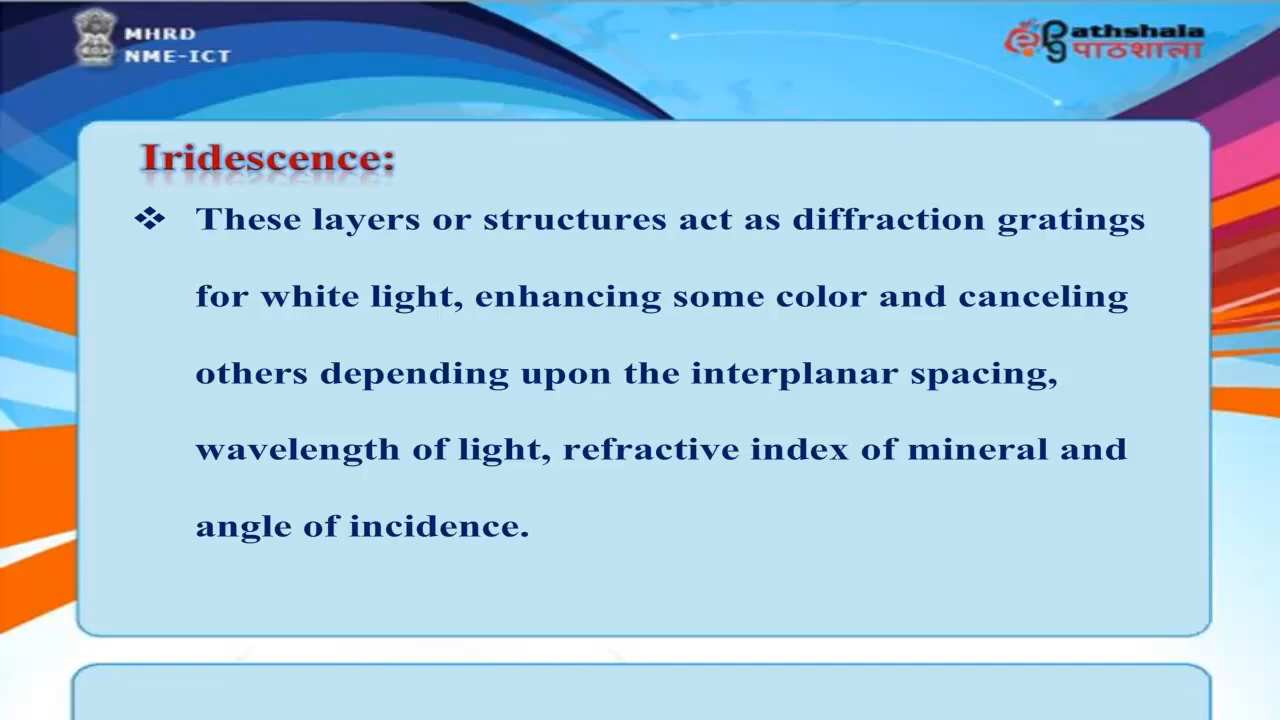 MHRD
NME-ICT
ePG athshala
पाठशाला
Iridescence:
❖ These layers or structures act as diffraction gratings
for white light, enhancing some color and canceling
others depending upon the interplanar spacing,
wavelength of light, refractive index of mineral and
angle of incidence.